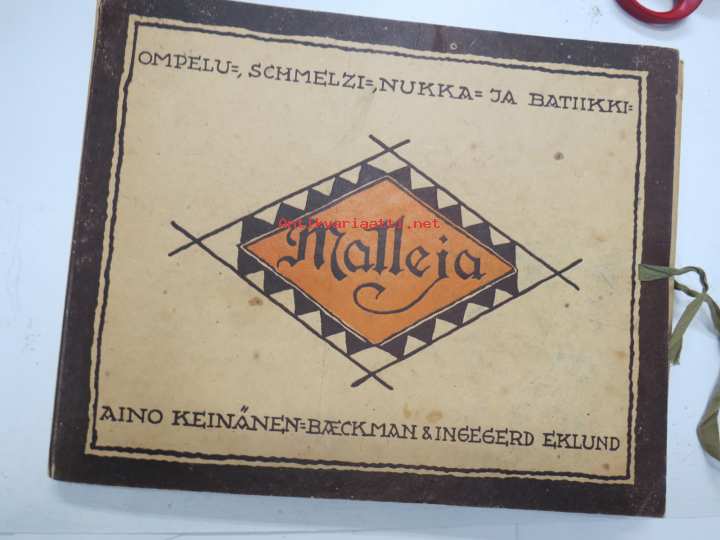 OMPELU=, SCHMELZI=, NUKKA= JA BATIIKKI=
Antikvariaatti.net
Malleja
AINO KEINÄNEN=BÆCKMAN & INGEGERD EKLUND